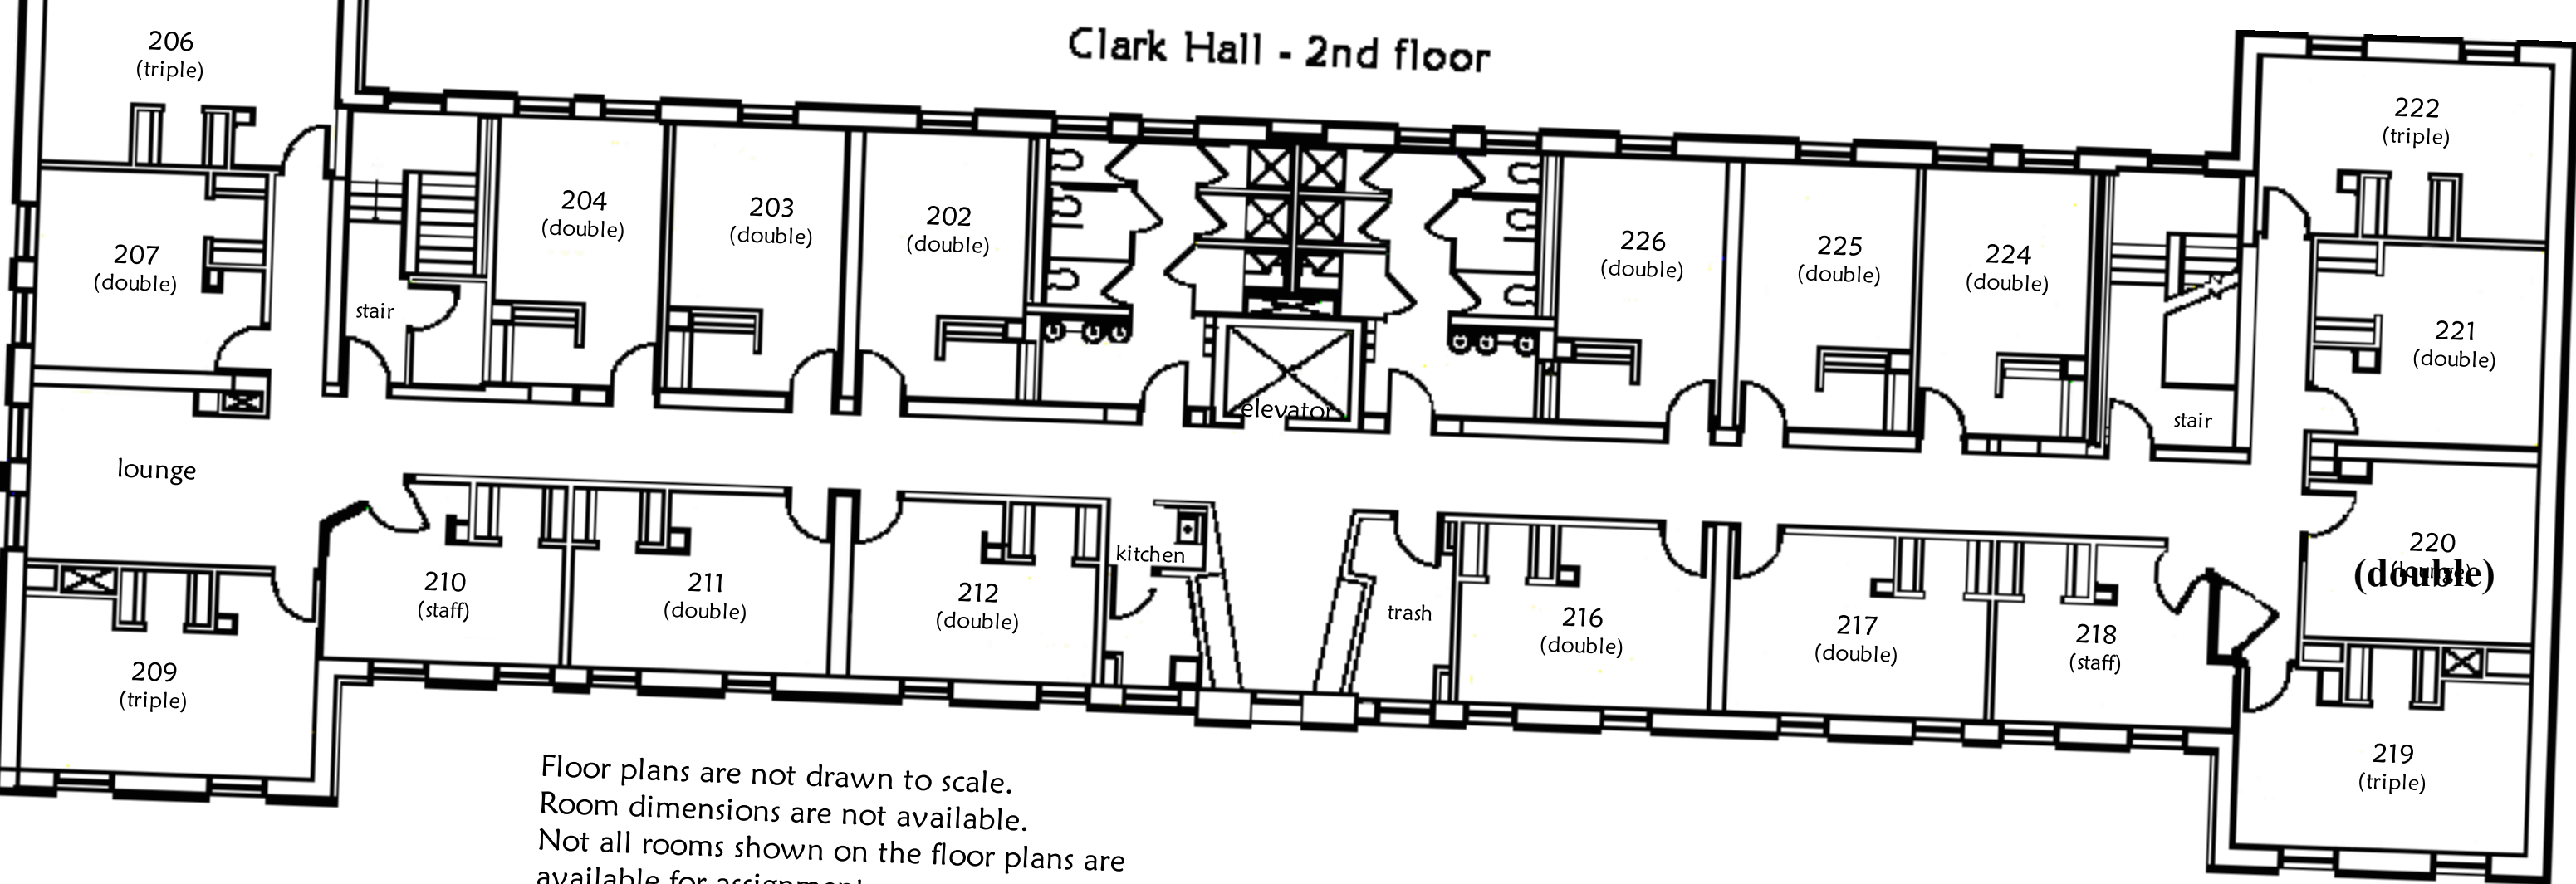 Clark Hall - 2nd floor
206
(triple)
222
(triple)
204
(double)
203
(double)
202
(double)
226
(double)
225
(double)
224
(double)
207
(double)
stair
221
(double)
elevator
stair
lounge
kitchen
220
(double)
210
(staff)
211
(double)
212
(double)
trash
216
(double)
217
(double)
218
(staff)
209
(triple)
219
(triple)
Floor plans are not drawn to scale.
Room dimensions are not available.
Not all rooms shown on the floor plans are
available for assignment